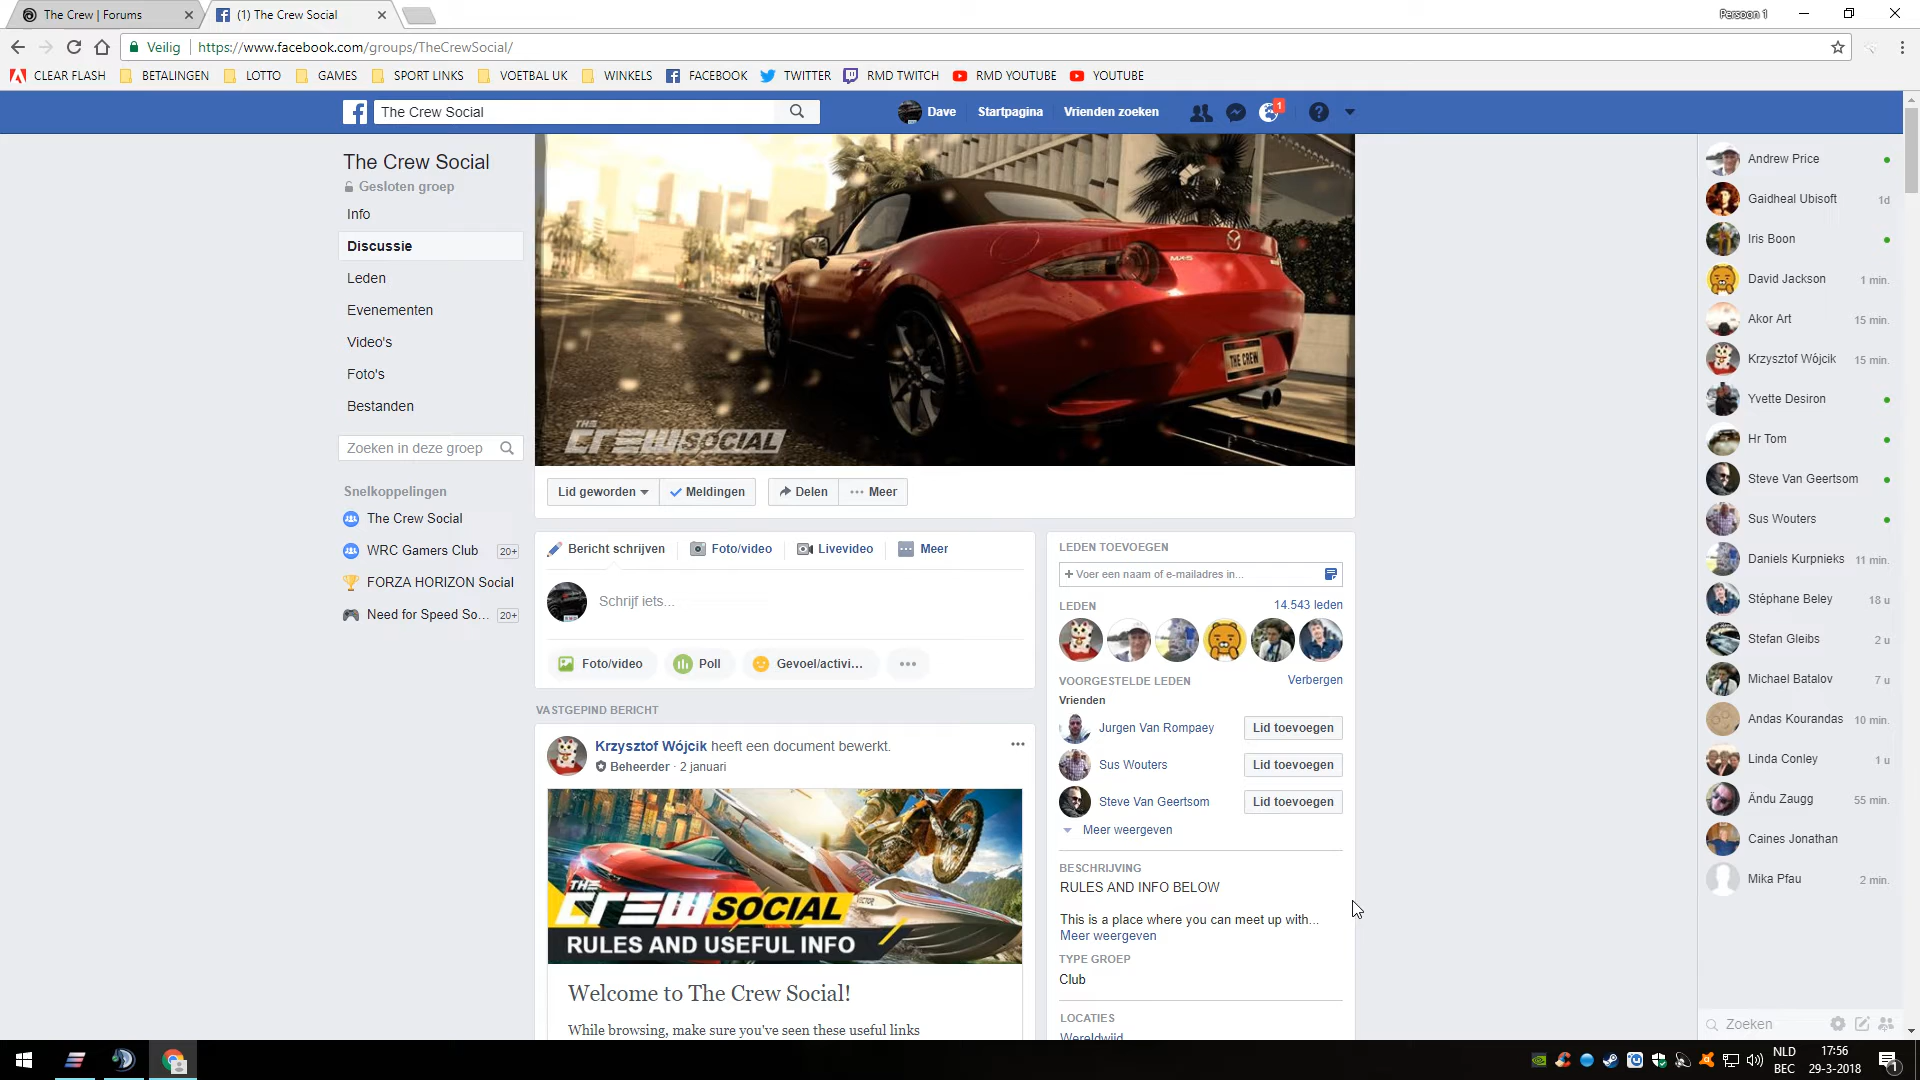 The Crew | Forums
(1) The Crew Social
Persoon 1
Veilig
https://www.facebook.com/groups/TheCrewSocial/
CLEAR FLASH
BETALINGEN
LOTTO
GAMES
SPORT LINKS
VOETBAL UK
WINKELS
FACEBOOK
TWITTER
RMD TWITCH
RMD YOUTUBE
YOUTUBE
The Crew Social
Dave
Startpagina
Vrienden zoeken
1
The Crew Social
Gesloten groep
Info
Discussie
Leden
Evenementen
Video's
Foto's
Bestanden
Zoeken in deze groep
Snelkoppelingen
The Crew Social
WRC Gamers Club 20+
FORZA HORIZON Social
Need for Speed So... 20+
MX-5
THE CREW
THE CREW SOCIAL
Lid geworden
Meldingen
Delen
Meer
Bericht schrijven
Foto/video
Livevideo
Meer
Schrijf iets...
Foto/video
Poll
Gevoel/activi...
VASTGEPIND BERICHT
Krzysztof Wójcik heeft een document bewerkt.
Beheerder · 2 januari
THE CREW SOCIAL
RULES AND USEFUL INFO
Welcome to The Crew Social!
While browsing, make sure you've seen these useful links
LEDEN TOEVOEGEN
+ Voer een naam of e-mailadres in...
LEDEN
14.543 leden
VOORGESTELDE LEDEN
Verbergen
Vrienden
Jurgen Van Rompaey
Lid toevoegen
Sus Wouters
Lid toevoegen
Steve Van Geertsom
Lid toevoegen
Meer weergeven
BESCHRIJVING
RULES AND INFO BELOW
This is a place where you can meet up with...
Meer weergeven
TYPE GROEP
Club
LOCATIES
Wereldwijd
Andrew Price
Gaidheal Ubisoft 1d
Iris Boon
David Jackson 1 min.
Akor Art 15 min.
Krzysztof Wójcik 15 min.
Yvette Desiron
Hr Tom
Steve Van Geertsom
Sus Wouters
Daniels Kurpnieks 11 min.
Stéphane Beley 18 u
Stefan Gleibs 2 u
Michael Batalov 7 u
Andas Kourandas 10 min.
Linda Conley 1 u
Ändu Zaugg 55 min.
Caines Jonathan
Mika Pfau 2 min.
Zoeken
NLD
BEC
17:56
29-3-2018
1